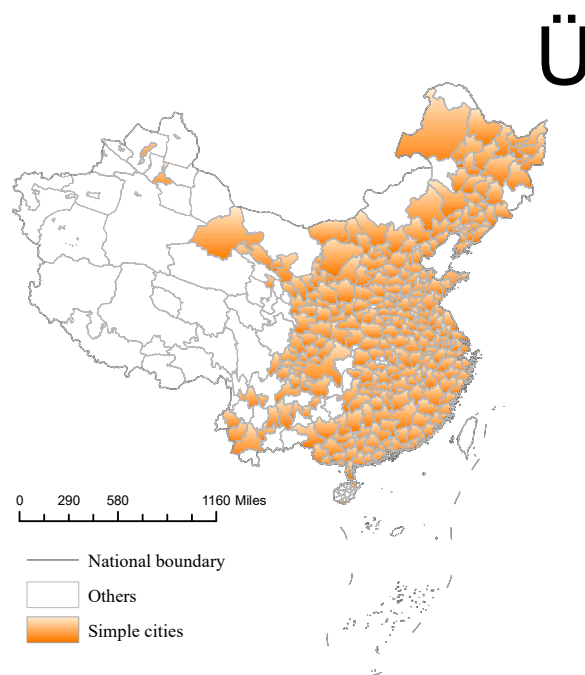 Ü
0 290 580 1160 Miles
National boundary
Others
Simple cities